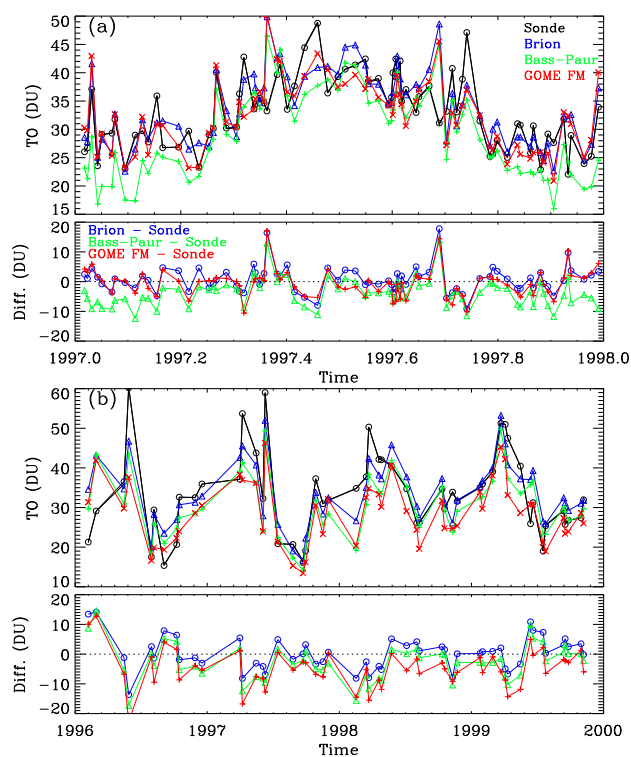 50
45
40
35
30
25
20
15
TO (DU)
(a)
Sonde
Brion
Bass-Paur
GOME FM
20
10
0
-10
-20
Diff. (DU)
Brion - Sonde
Bass-Paur - Sonde
GOME FM - Sonde
1997.0 1997.2 1997.4 1997.6 1997.8 1998.0
Time
60
50
40
30
20
10
TO (DU)
(b)
20
10
0
-10
-20
Diff. (DU)
1996 1997 1998 1999 2000
Time